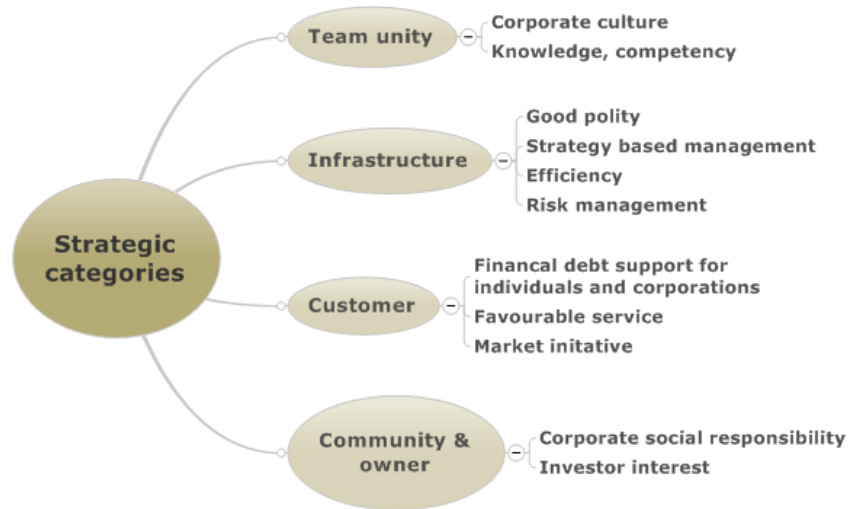 Team unity
Corporate culture
Knowledge, competency
Infrastructure
Good polity
Strategy based management
Efficiency
Risk management
Strategic
categories
Customer
Financal debt support for
individuals and corporations
Favourable service
Market initative
Community &
owner
Corporate social responsibility
Investor interest